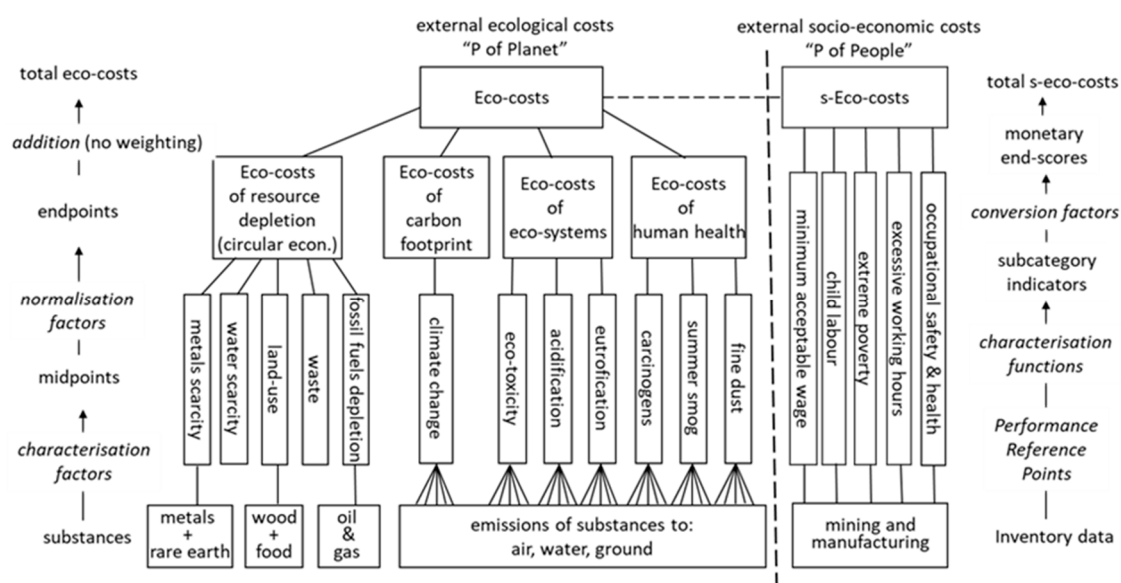 external ecological costs
"P of Planet"
external socio-economic costs
"P of People"
total eco-costs
addition (no weighting)
endpoints
normalisation
factors
midpoints
characterisation
factors
substances
Eco-costs
s-Eco-costs
Eco-costs
of resource
depletion
(circular econ.)
Eco-costs
of
carbon
footprint
Eco-costs
of
eco-systems
Eco-costs
of
human health
metals scarcity
water scarcity
land-use
waste
fossil fuels depletion
climate change
eco-toxicity
acidification
eutrofication
carcinogens
summer smog
fine dust
minimum acceptable wage
child labour
extreme poverty
excessive working hours
occupational safety & health
metals
+
rare earth
wood
+
food
oil
&
gas
emissions of substances to:
air, water, ground
mining and
manufacturing
total s-eco-costs
monetary
end-scores
conversion factors
subcategory
indicators
characterisation
functions
Performance
Reference
Points
Inventory data